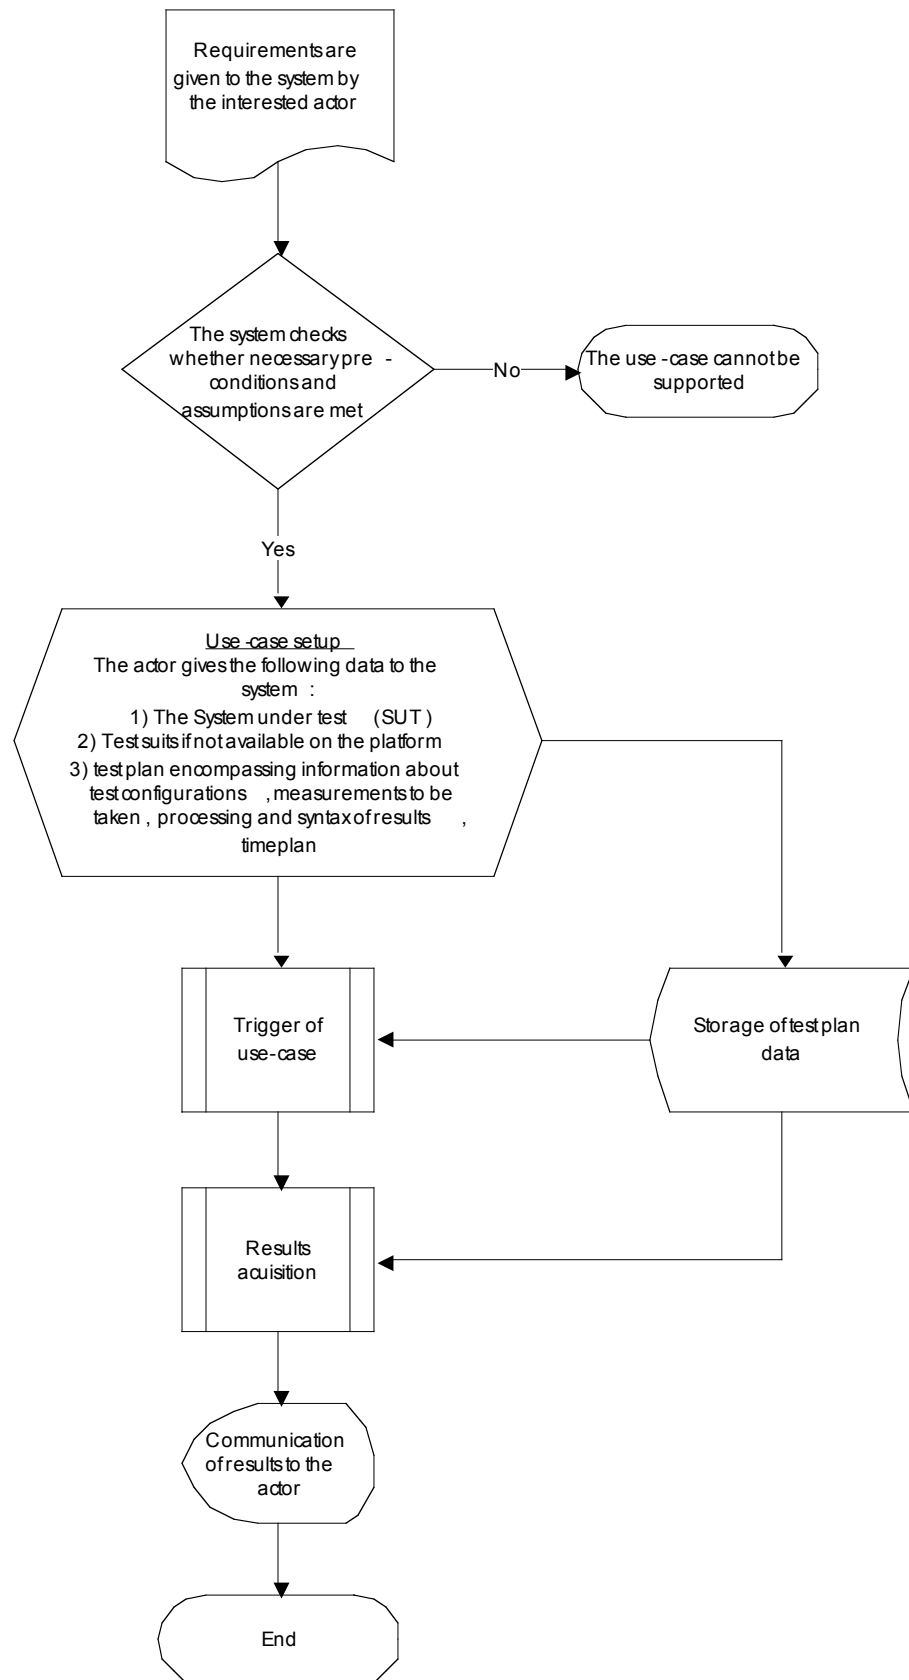 Requirements are
given to the system by
the interested actor
The system checks
whether necessary pre -
conditions and
assumptions are met
No
The use -case cannot be
supported
Yes
Use -case setup
The actor gives the following data to the
system :
1) The System under test (SUT )
2) Test suits if not available on the platform
3) test plan encompassing information about
test configurations , measurements to be
taken , processing and syntax of results ,
timeplan
Trigger of
use-case
Storage of test plan
data
Results
acuisition
Communication
of results to the
actor
End